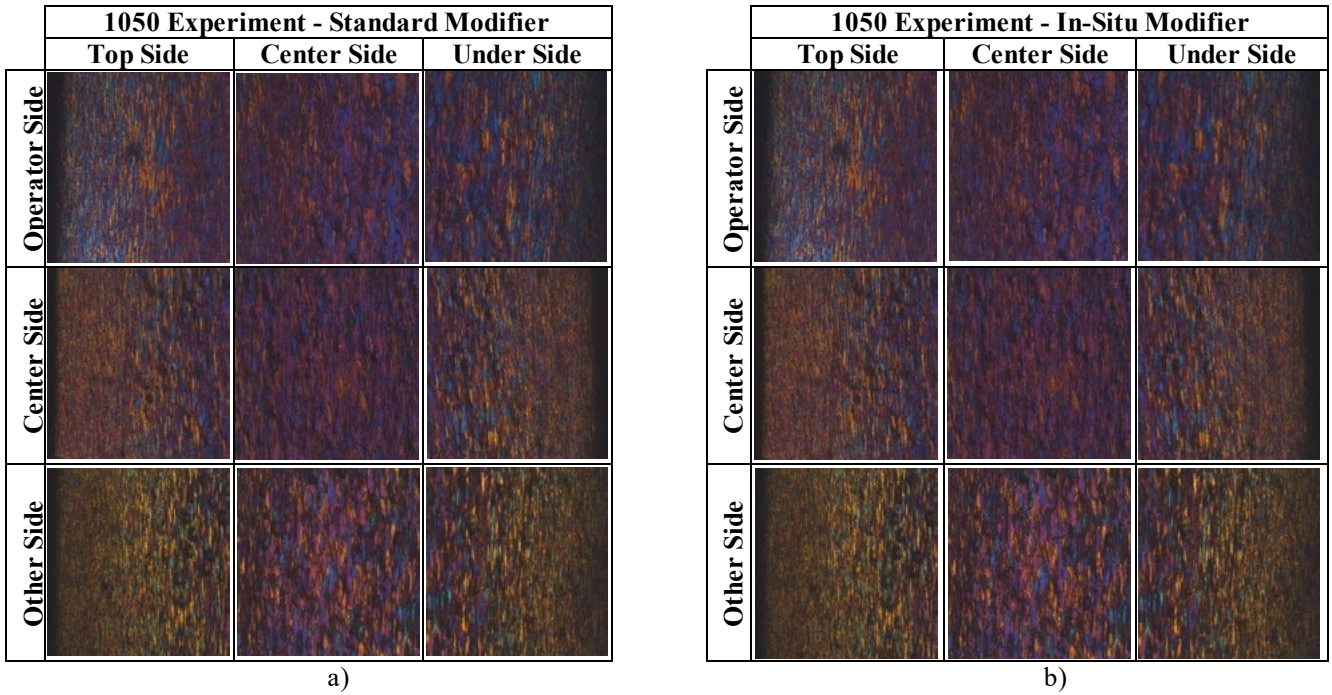 1050 Experiment - Standard Modifier
Top Side Center Side Under Side
Operator Side
Center Side
Other Side
a)
1050 Experiment - In-Situ Modifier
Top Side Center Side Under Side
Operator Side
Center Side
Other Side
b)